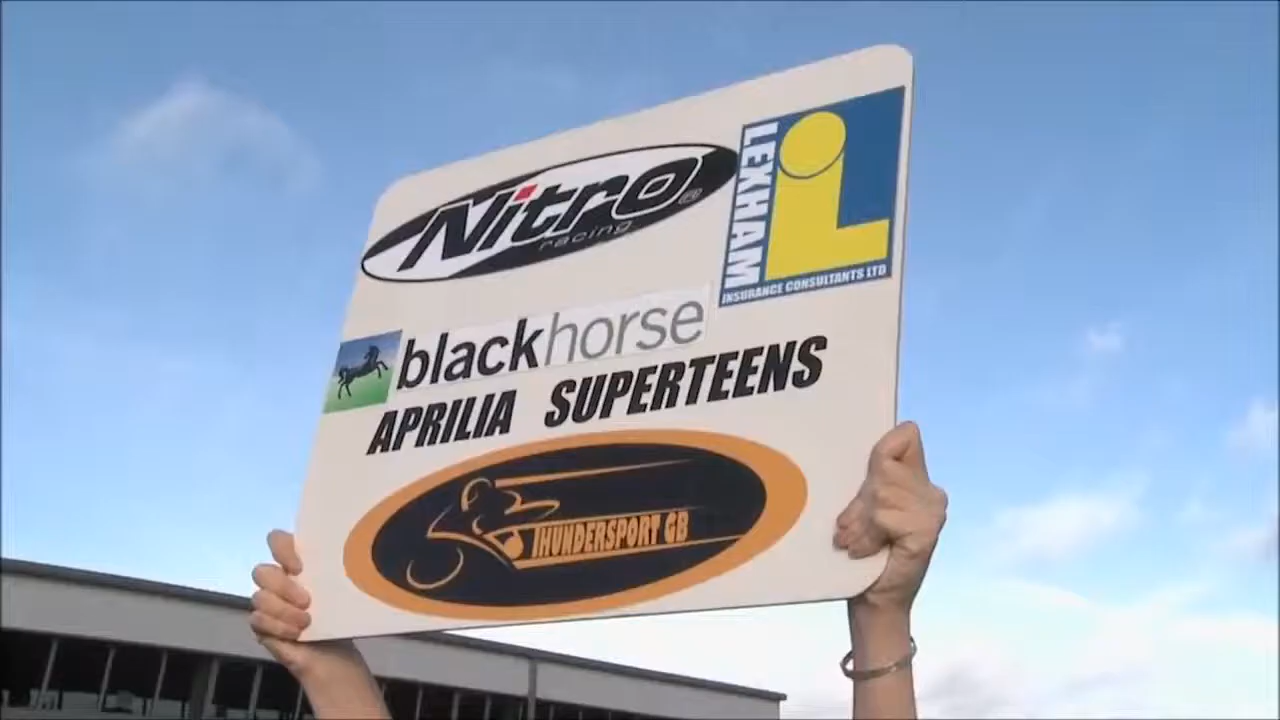 Nitro®
racing
LEXHAM
INSURANCE CONSULTANTS LTD
blackhorse
APRILIA SUPERTEENS
THUNDERSPORT GB